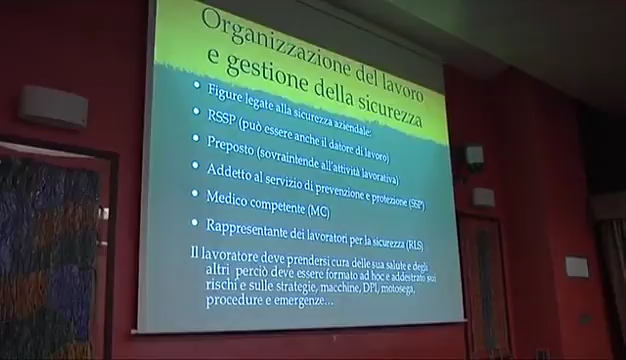 Organizzazione del lavoro
e gestione della sicurezza
• Figure legate alla sicurezza aziendale:
• RSSP (può essere anche il datore di lavoro)
• Preposto (sovraintende all'attività lavorativa)
• Addetto al servizio di prevenzione e protezione (SSP)
• Medico competente (MC)
• Rappresentante dei lavoratori per la sicurezza (RLS)
Il lavoratore deve prendersi cura delle sua salute e degli
altri perciò deve essere formato ad hoc e addestrato sui
rischi e sulle strategie, macchine, DPI, motosega,
procedure e emergenze...